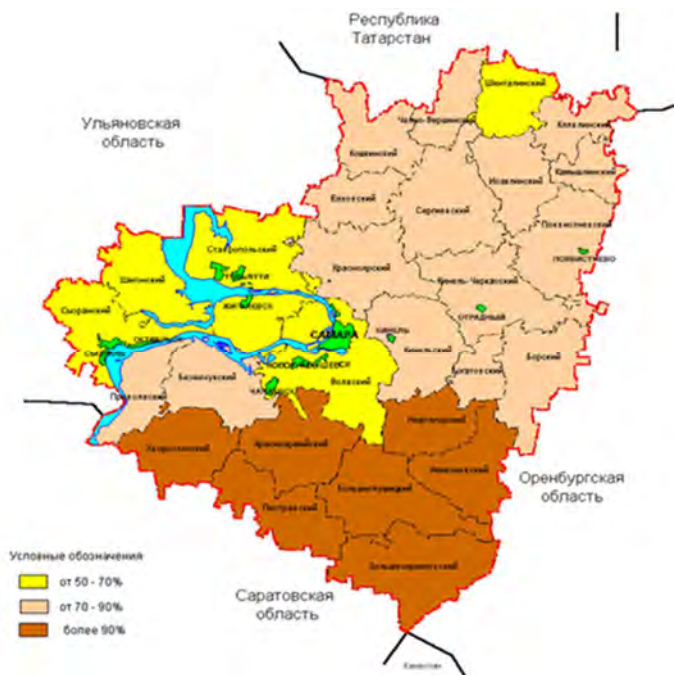 Республика
Татарстан
Ульяновская
область
Шенталинский
Челно-Вершинский
Клявлинский
Кошкинский
Камышлинский
Исаклинский
Елховский
Сергиевский
Похвистневский
Ставропольский
ПОХВИСТНЕВО
Красноярский
ТОЛЬЯТТИ
Шигонский
Кинель-Черкасский
ЖИГУЛЕВСК
Сызранский
ОТРАДНЫЙ
САМАРА
КИНЕЛЬ
Кинельский
Борский
Богатовский
Волжский
Безенчукский
Приволжский
Нефтегорский
Хворостянский
Красноармейский
Алексеевский
Оренбургская
область
Большеглушицкий
Пестравский
Большечерниговский
Условные обозначения
от 50 - 70%
от 70 - 90%
более 90%
Саратовская
область
Казахстан